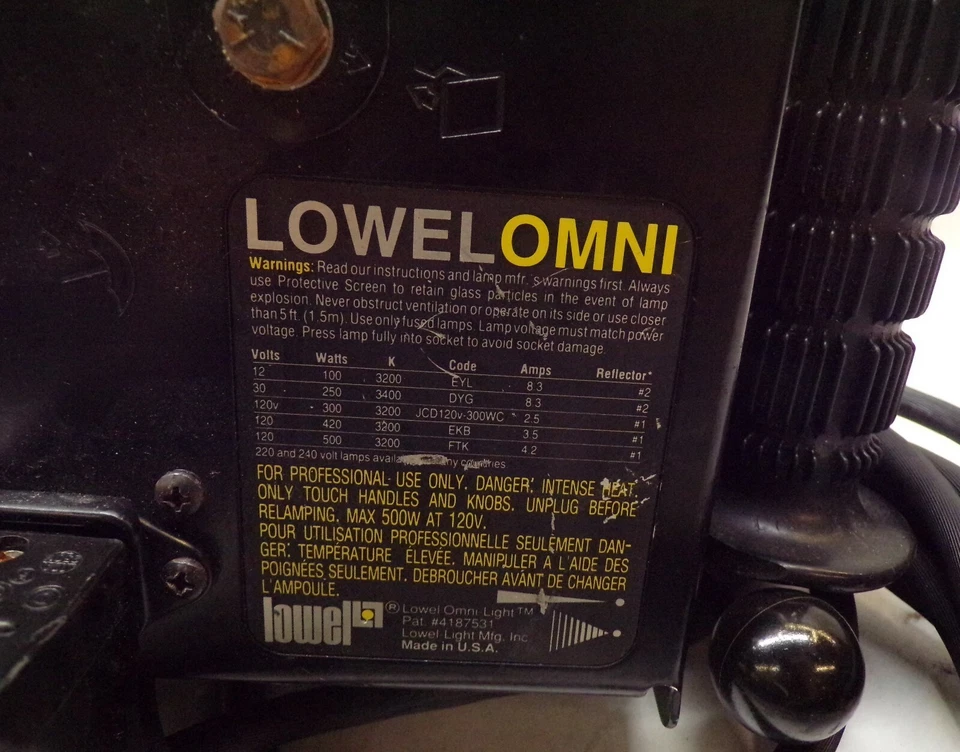 LOWEL OMNI
Warnings: Read our instructions and lamp mfr. 's warnings first. Always
use Protective Screen to retain glass particles in the event of lamp
explosion. Never obstruct ventilation or operate on its side or use closer
than 5 ft. (1.5m). Use only fused lamps. Lamp voltage must match power
voltage. Press lamp fully into socket to avoid socket damage.
Volts Watts K Code Amps Reflector*
12 100 3200 EYL 8.3 #2
30 250 3400 DYG 8.3 #2
120v 300 3200 JCD120v-300WC 2.5 #1
120 420 3200 EKB 3.5 #1
120 500 3200 FTK 4.2 #1
220 and 240 volt lamps countries
FOR PROFESSIONAL USE ONLY. DANGER: INTENSE HEAT.
ONLY TOUCH HANDLES AND KNOBS. UNPLUG BEFORE
RELAMPING. MAX 500W AT 120V.
POUR UTILISATION PROFESSIONNELLE SEULEMENT DAN-
GER: TEMPÉRATURE ÉLEVÉE. MANIPULER A L'AIDE DES
POIGNÉES SEULEMENT. DEBROUCHER AVANT DE CHANGER
L'AMPOULE.
lowel ® Lowel Omni-Light™
Pat. #4187531
Lowel-Light Mfg. Inc
Made in U.S.A.